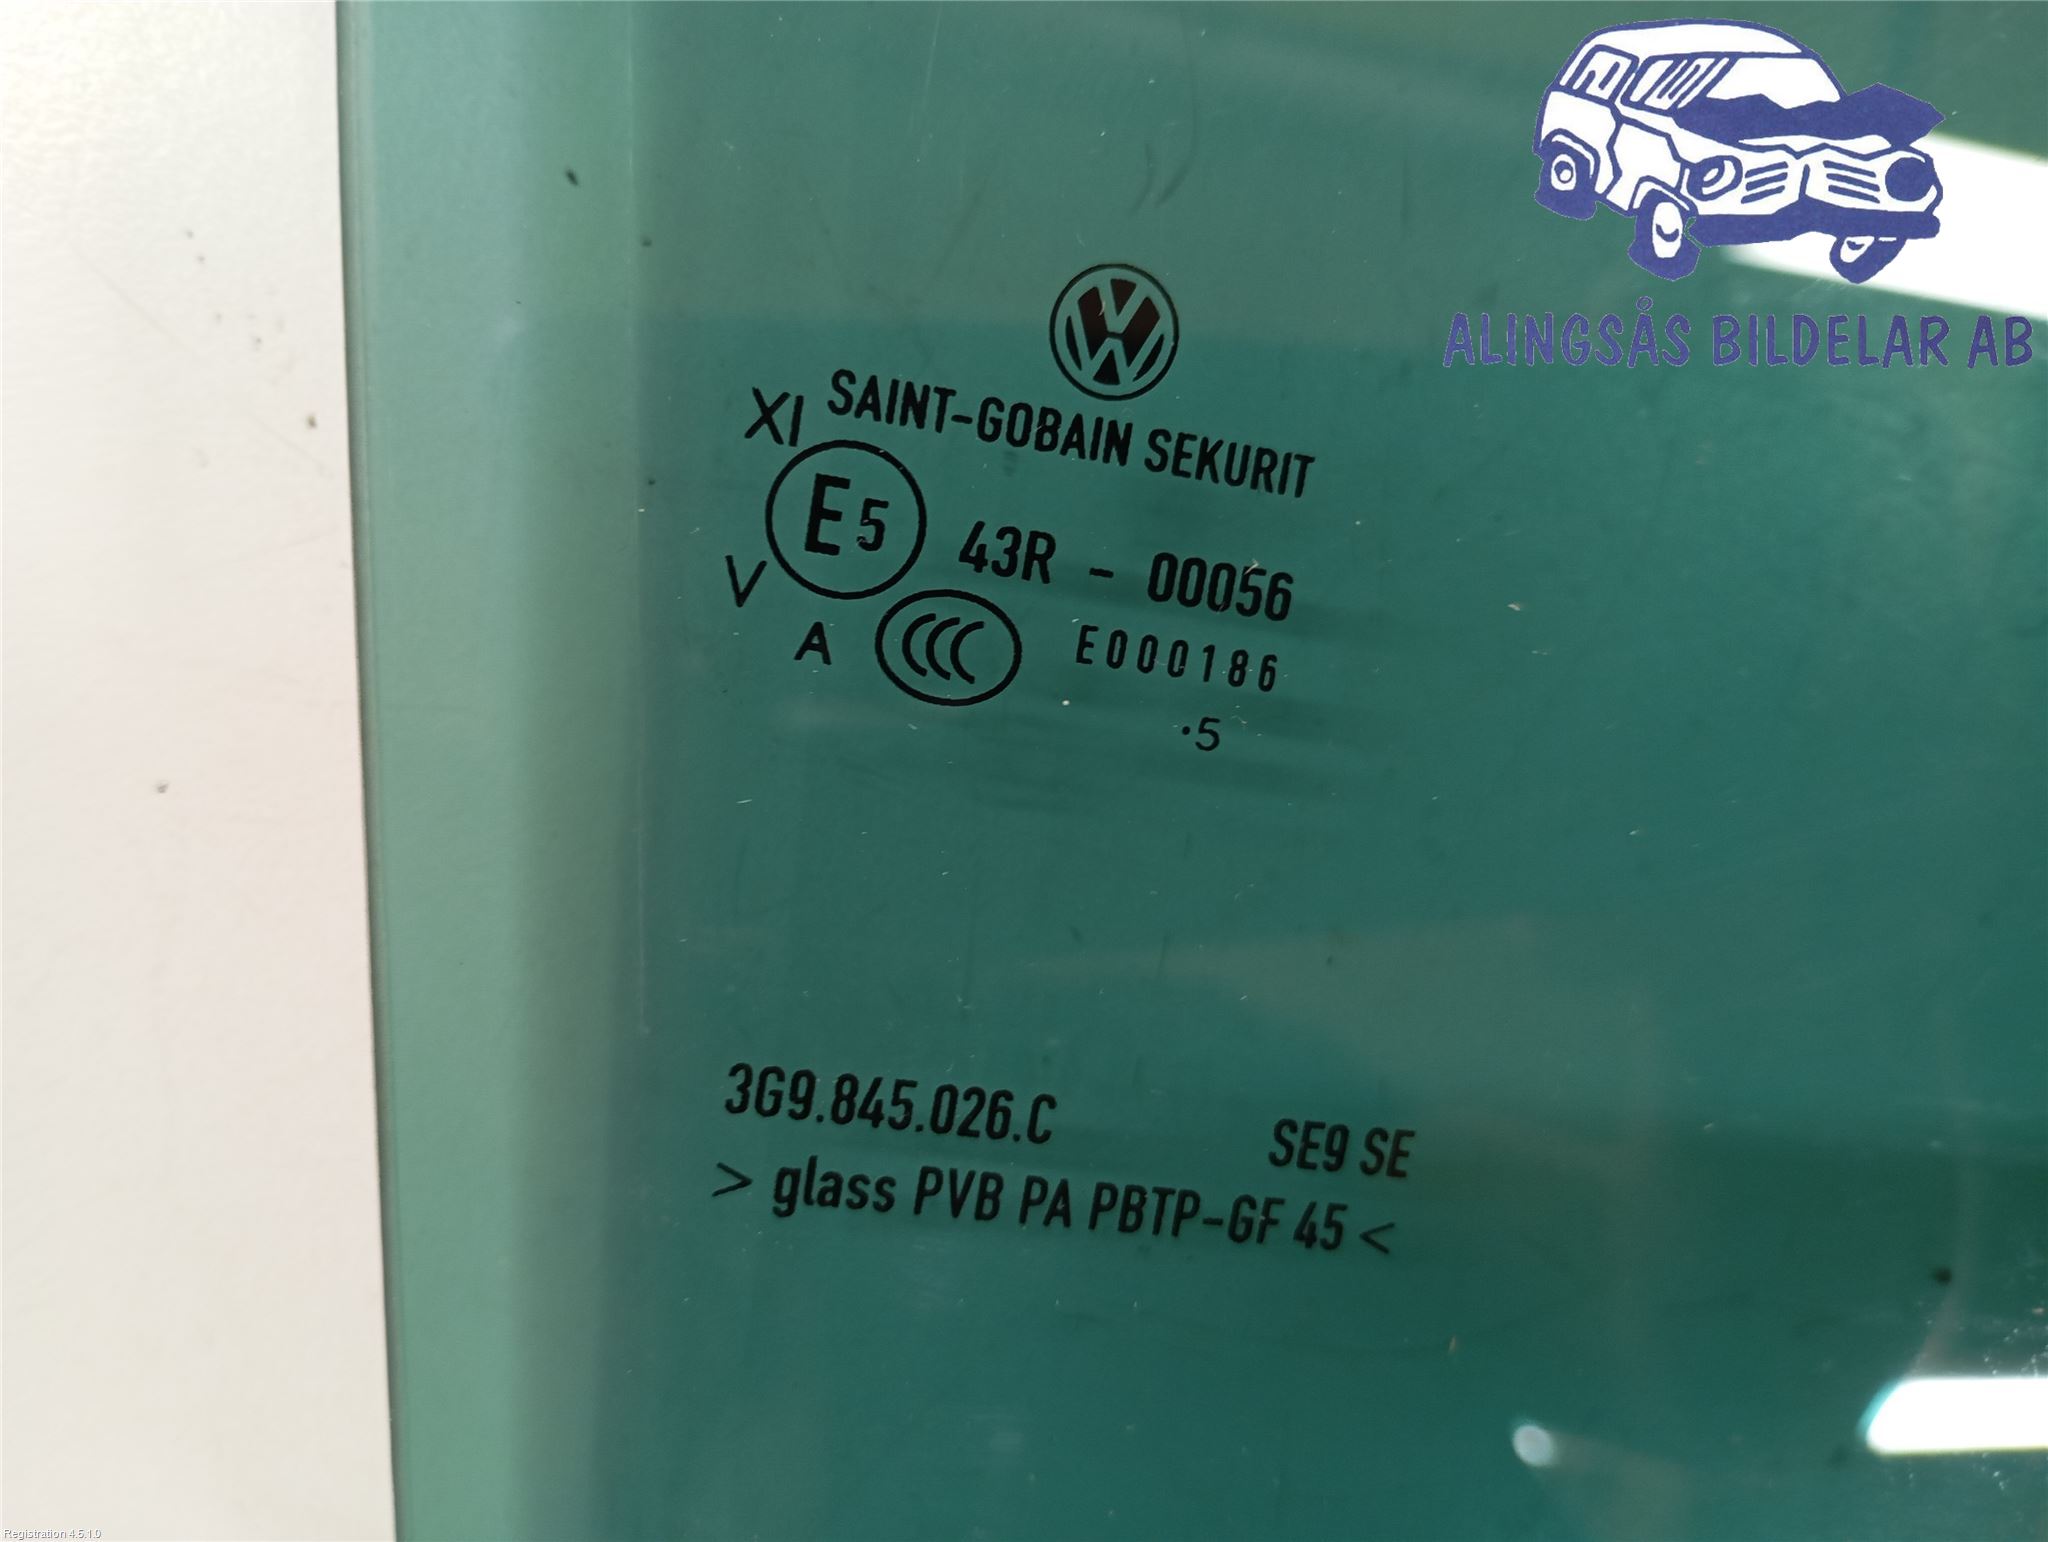 ALINGSÅS BILDELAR AB
SAINT-GOBAIN SEKURIT
XI
E5 43R - 00056
V
A CCC E000186
·5
3G9.845.026.C SE9 SE
> glass PVB PA PBTP-GF 45 <
Registration 4.5.1.0